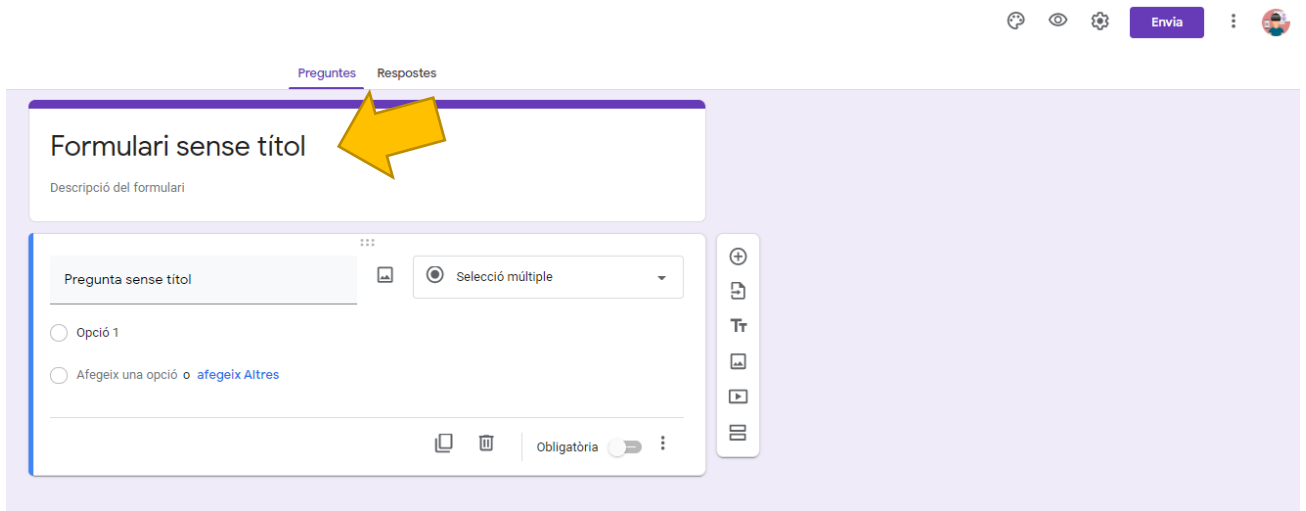 Envia
Preguntes Respostes
Formulari sense títol
Descripció del formulari
Pregunta sense títol
Selecció múltiple
Opció 1
Afegeix una opció o afegeix Altres
Obligatòria